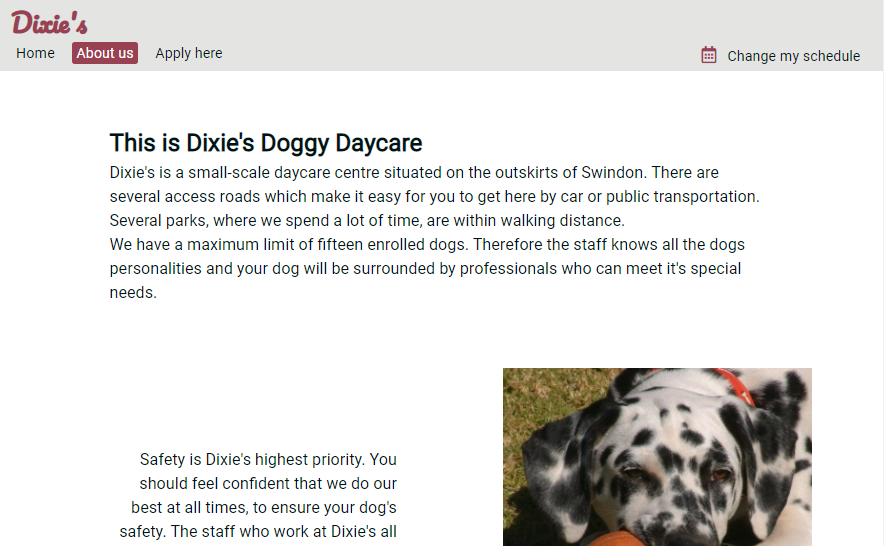 Dixie's
Home About us Apply here Change my schedule
This is Dixie's Doggy Daycare
Dixie's is a small-scale daycare centre situated on the outskirts of Swindon. There are
several access roads which make it easy for you to get here by car or public transportation.
Several parks, where we spend a lot of time, are within walking distance.
We have a maximum limit of fifteen enrolled dogs. Therefore the staff knows all the dogs
personalities and your dog will be surrounded by professionals who can meet it's special
needs.
Safety is Dixie's highest priority. You
should feel confident that we do our
best at all times, to ensure your dog's
safety. The staff who work at Dixie's all